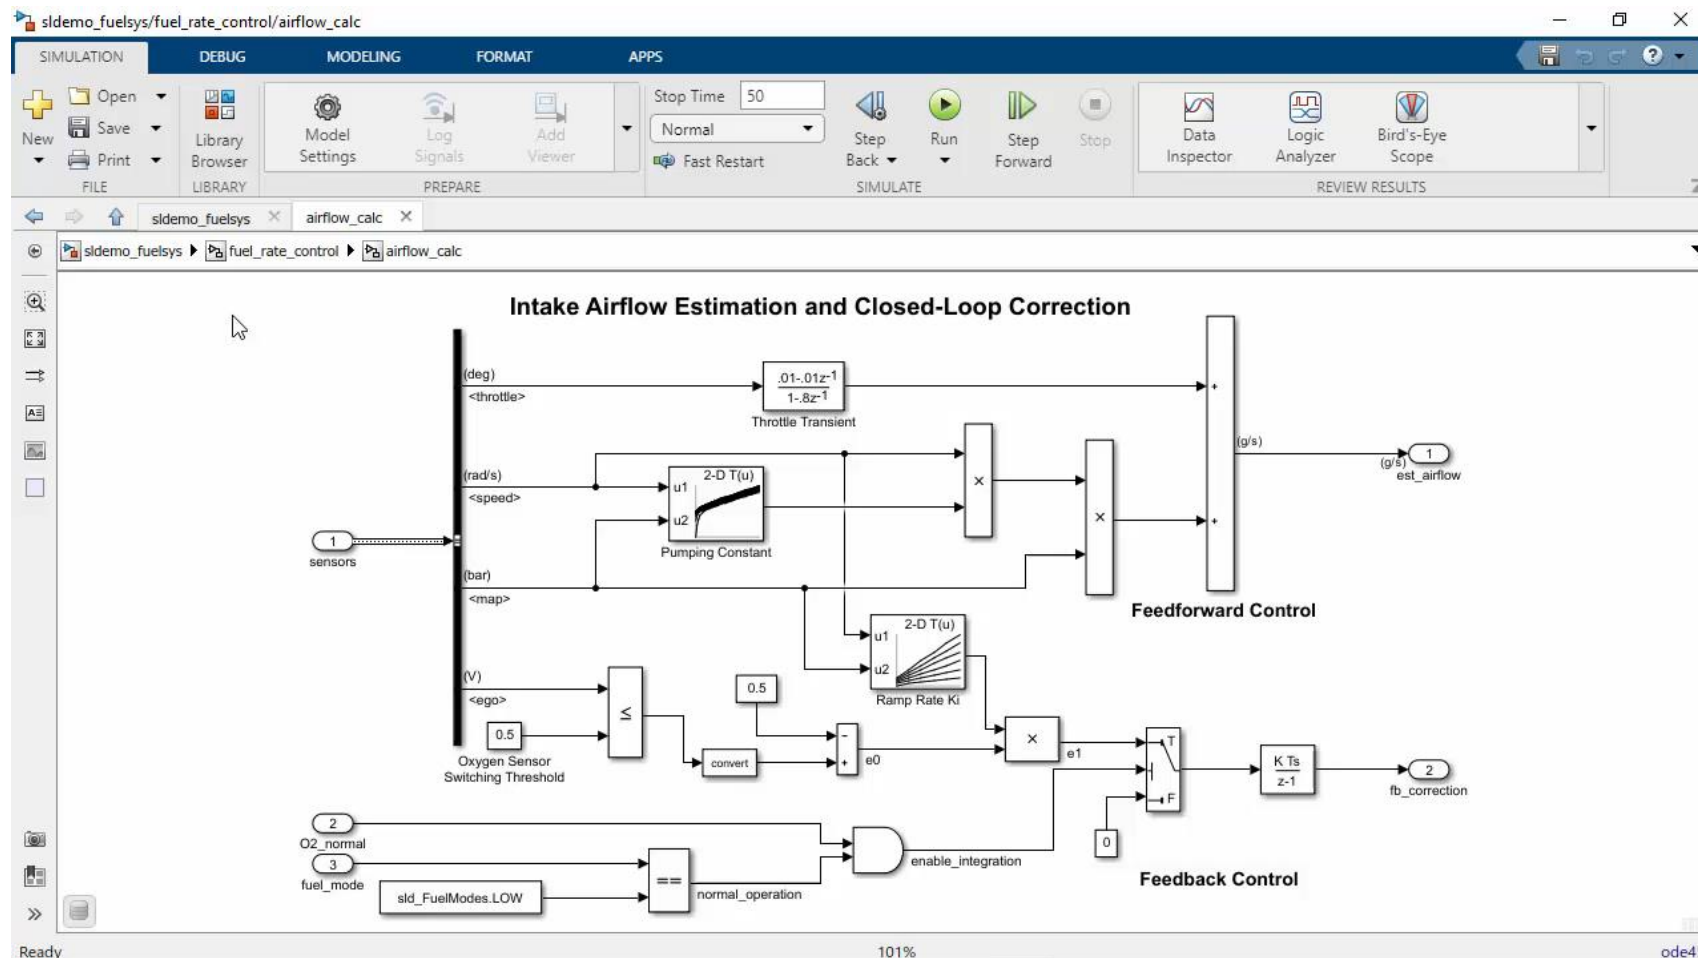 sldemo_fuelsys/fuel_rate_control/airflow_calc
SIMULATION DEBUG MODELING FORMAT APPS
New
Open
Save
Print
FILE
Library
Browser
LIBRARY
Model
Settings
Log
Signals
Add
Viewer
PREPARE
Stop Time 50
Normal
Fast Restart
Step
Back
Run
Step
Forward
Stop
SIMULATE
Data
Inspector
Logic
Analyzer
Bird's-Eye
Scope
REVIEW RESULTS
sldemo_fuelsys airflow_calc
sldemo_fuelsys fuel_rate_control airflow_calc
Intake Airflow Estimation and Closed-Loop Correction
(deg)
<throttle>
.01-.01z-1
1-.8z-1
Throttle Transient
+
(rad/s)
<speed>
2-D T(u)
u1
u2
Pumping Constant
×
×
+
(g/s)
(g/s)
1
est_airflow
1
sensors
(bar)
<map>
Feedforward Control
2-D T(u)
u1
u2
Ramp Rate Ki
(V)
<ego>
≤
0.5
Oxygen Sensor
Switching Threshold
convert
0.5
-
+
e0
×
e1
T
F
0
K Ts
z-1
2
fb_correction
2
O2_normal
3
fuel_mode
sld_FuelModes.LOW
==
normal_operation
enable_integration
Feedback Control
Ready 101% ode4